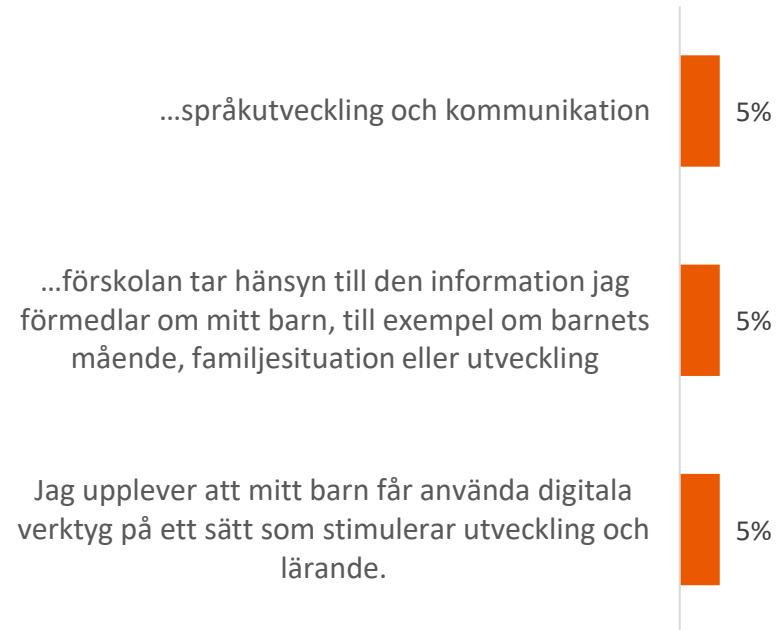 ...språkutveckling och kommunikation
5%
...förskolan tar hänsyn till den information jag
förmedlar om mitt barn, till exempel om barnets
mående, familjesituation eller utveckling
5%
Jag upplever att mitt barn får använda digitala
verktyg på ett sätt som stimulerar utveckling och
lärande.
5%